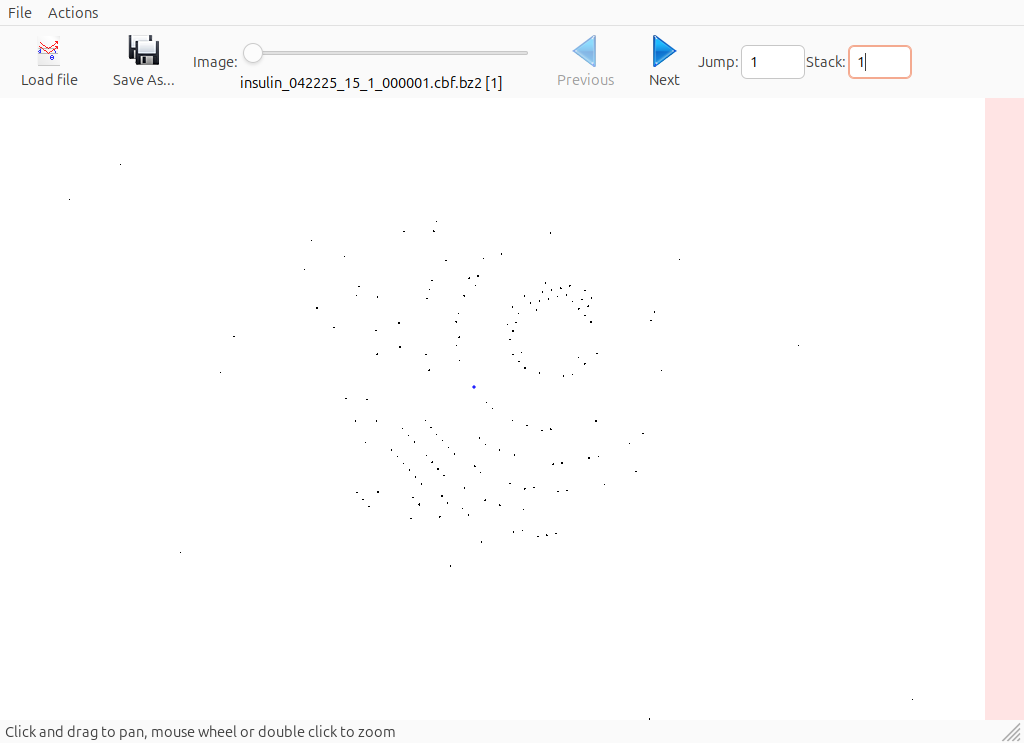 File Actions
Load file
Save As...
Image:
insulin_042225_15_1_000001.cbf.bz2 [1]
Previous
Next
Jump: 1 Stack: 1
Click and drag to pan, mouse wheel or double click to zoom